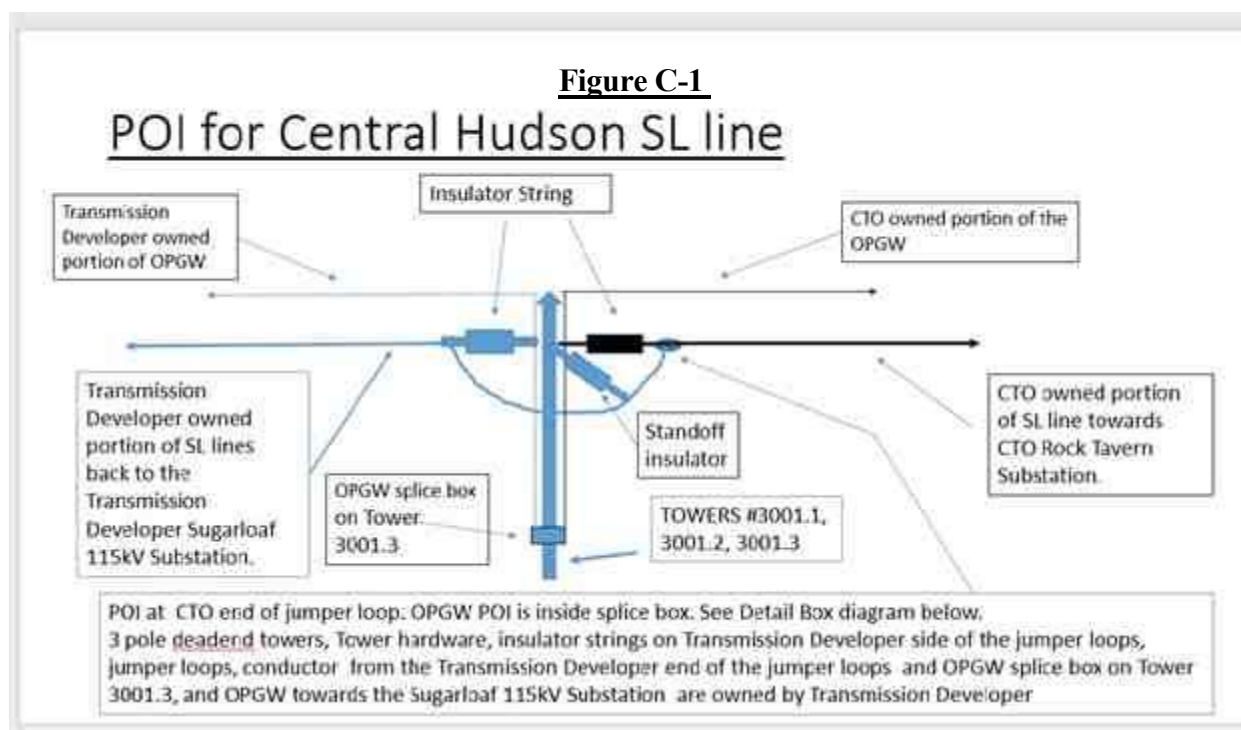 Figure C-1
POI for Central Hudson SL line
Insulator String
Transmission
Developer owned
portion of OPGW
CTO owned portion of the
OPGW
Transmission
Developer owned
portion of SL lines
back to the
Transmission
Developer Sugarloaf
115kV Substation.
OPGW splice box
on Tower
3001.3
Standoff
insulator
TOWERS #3001.1,
3001.2, 3001.3
CTO owned portion
of SL line towards
CTO Rock Tavern
Substation.
POI at CTO end of jumper loop. OPGW POI is inside splice box. See Detail Box diagram below.
3 pole deadend towers, Tower hardware, insulator strings on Transmission Developer side of the jumper loops,
jumper loops, conductor from the Transmission Developer end of the jumper loops and OPGW splice box on Tower
3001.3, and OPGW towards the Sugarloaf 115kV Substation are owned by Transmission Developer